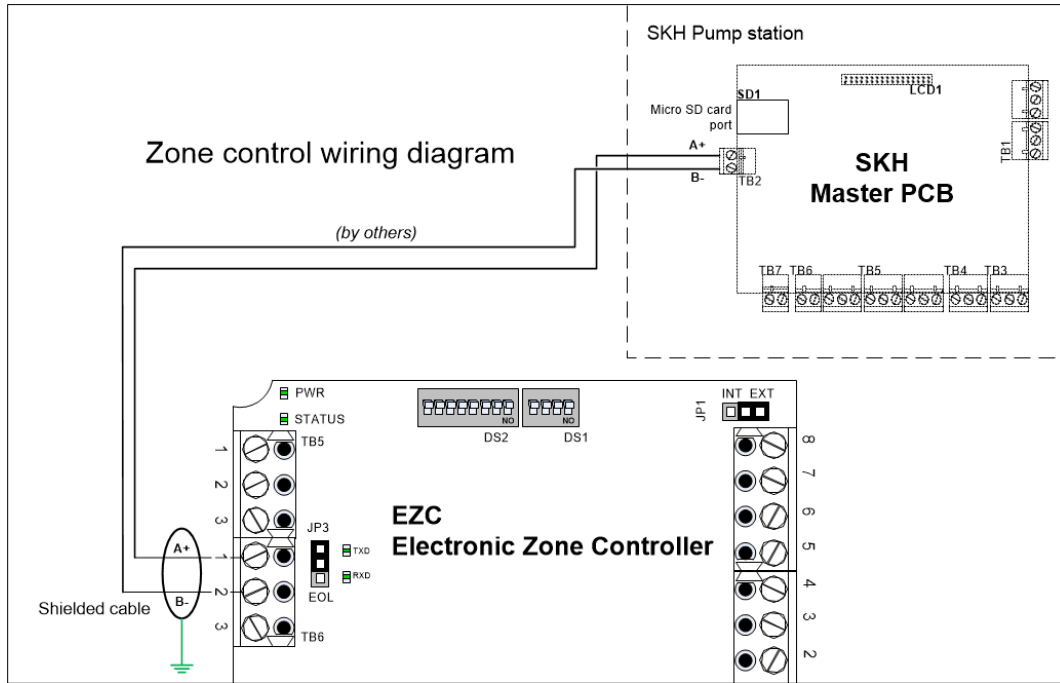 SKH Pump station
LCD1
SD1
Micro SD card
port
A+
B-
TB2
TB1
SKH
Master PCB
Zone control wiring diagram
(by others)
TB7
TB6
TB5
TB4
TB3
PWR
STATUS
NO
NO
DS2
DS1
INT
EXT
JP1
TB5
1
2
3
JP3
TXD
RXD
EOL
1
2
3
TB6
EZC
Electronic Zone Controller
A+
B-
Shielded cable
8
7
6
5
4
3
2